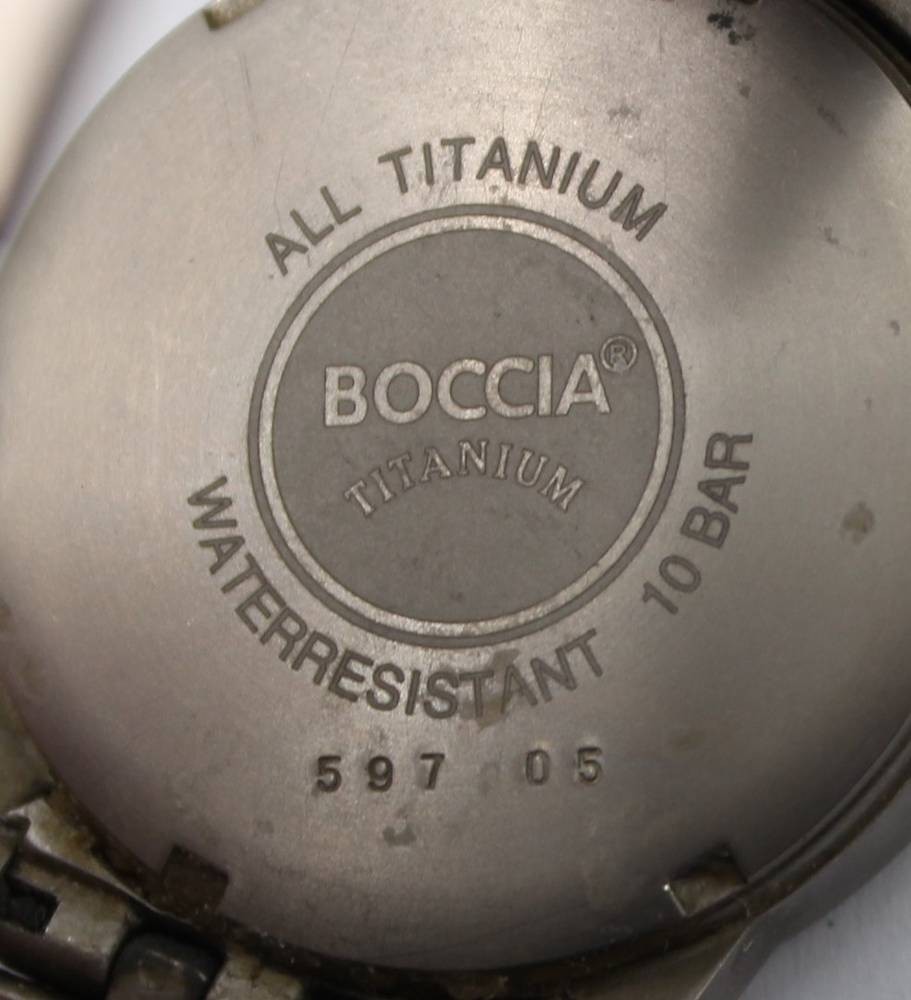 ALL TITANIUM
BOCCIA®
TITANIUM
WATERRESISTANT 10 BAR
597 05